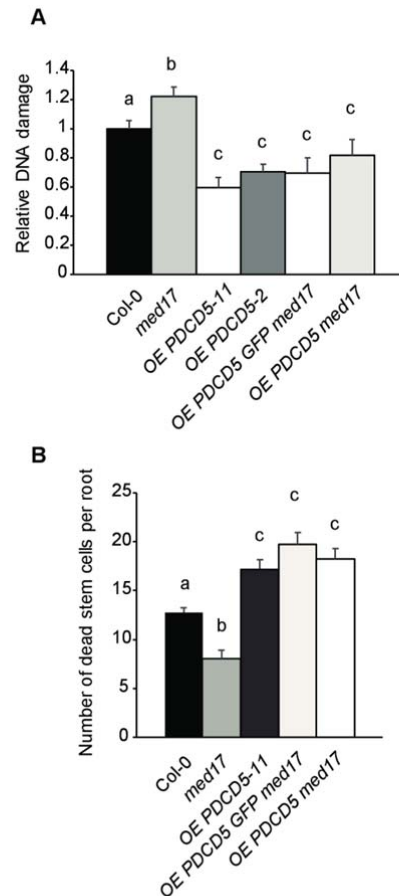 A
Relative DNA damage
1.4
1.2
1
0.8
0.6
0.4
0.2
0
a
b
c
c
c
c
Col-0
med17
OE PDCD5-11
OE PDCD5-2
OE PDCD5 GFP med17
OE PDCD5 med17
B
Number of dead stem cells per root
25
20
15
10
5
0
a
b
c
c
c
Col-0
med17
OE PDCD5-11
OE PDCD5 GFP med17
OE PDCD5 med17